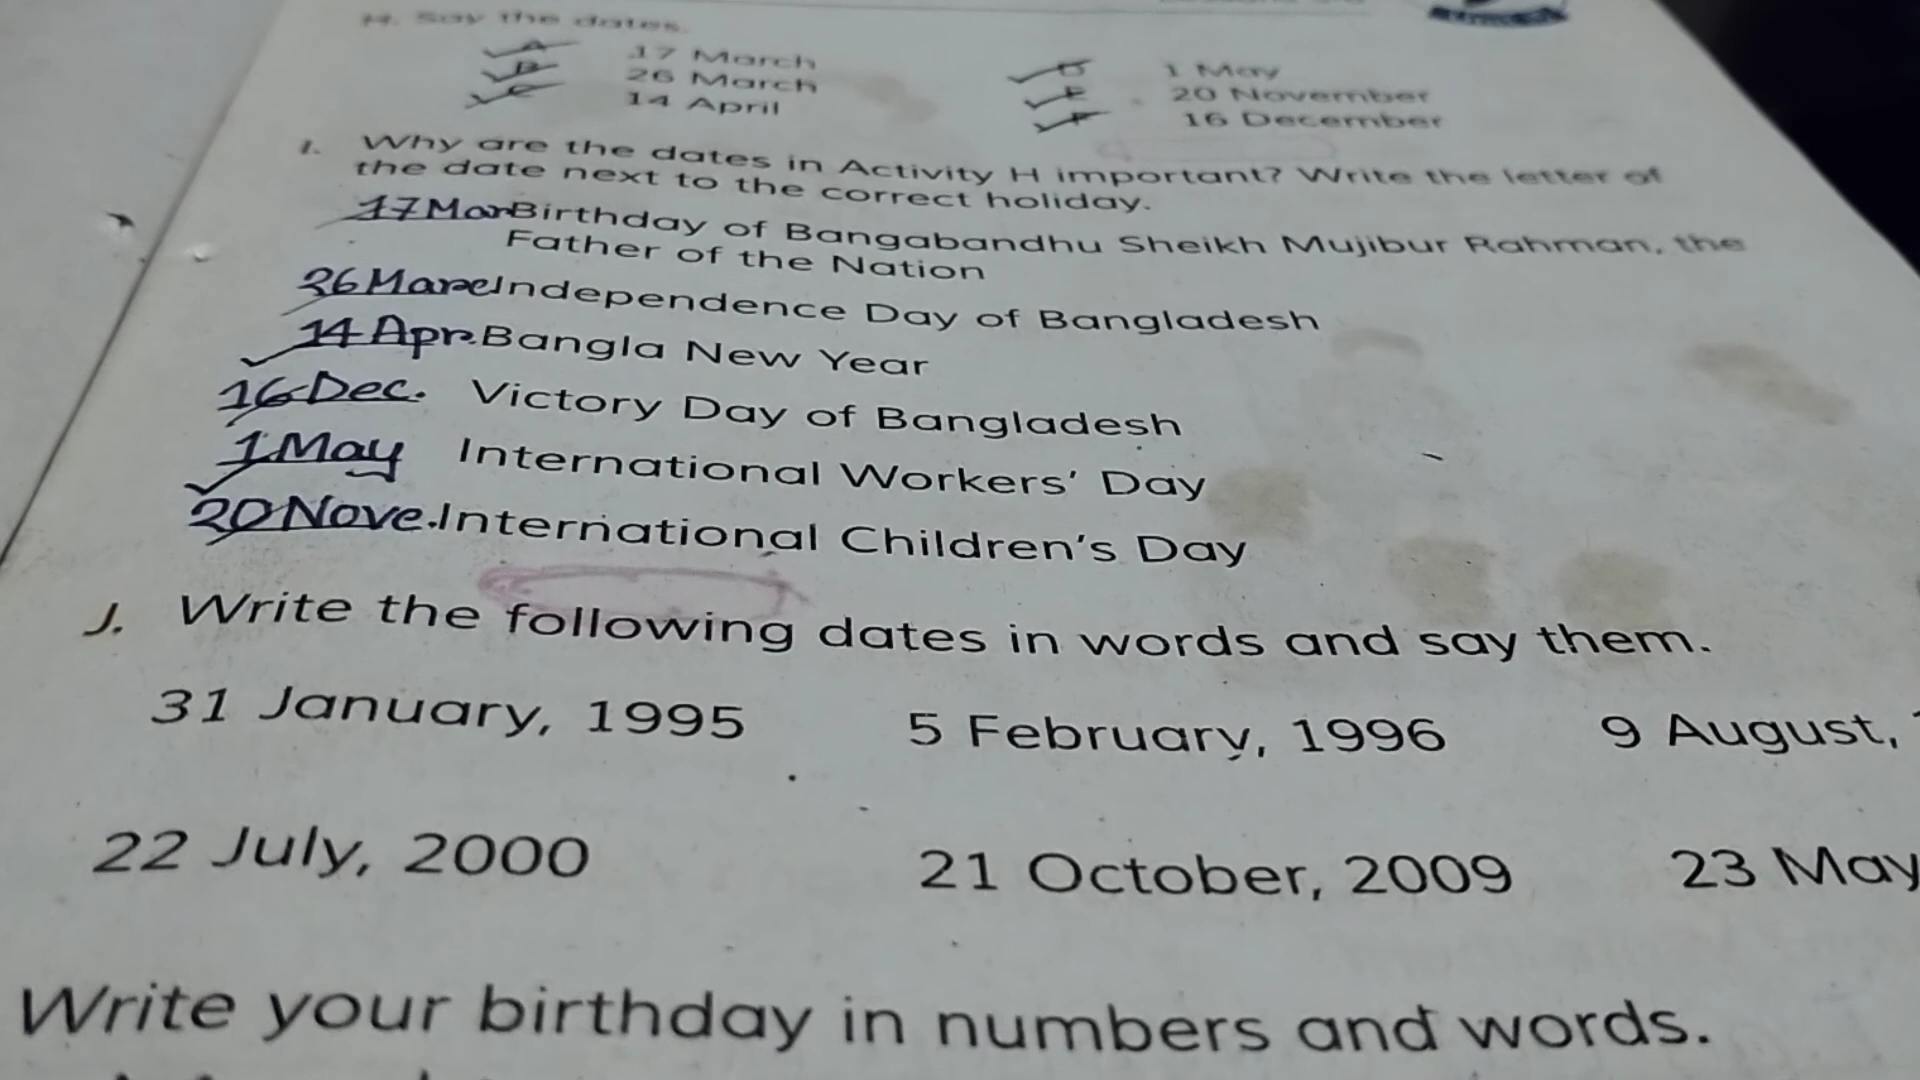 H. Say the dates.
A 17 March
B 26 March
C 14 April
D 1 May
E 20 November
F 16 December
I. Why are the dates in Activity H important? Write the letter of
the date next to the correct holiday.
17 Mar Birthday of Bangabandhu Sheikh Mujibur Rahman, the
Father of the Nation
26 Marc Independence Day of Bangladesh
14 Apr. Bangla New Year
16 Dec. Victory Day of Bangladesh
1 May International Workers' Day
20 Nove. International Children's Day
J. Write the following dates in words and say them.
31 January, 1995 5 February, 1996 9 August,
22 July, 2000 21 October, 2009 23 May
Write your birthday in numbers and words.